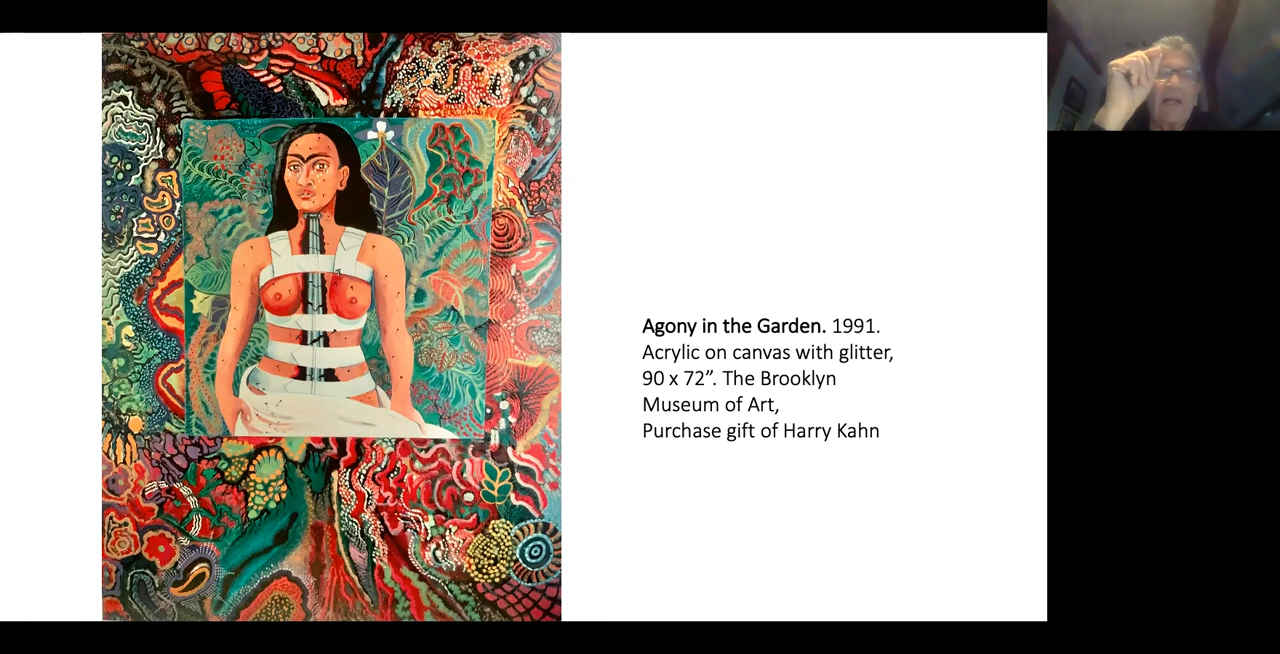 Agony in the Garden. 1991.
Acrylic on canvas with glitter,
90 x 72”. The Brooklyn
Museum of Art,
Purchase gift of Harry Kahn